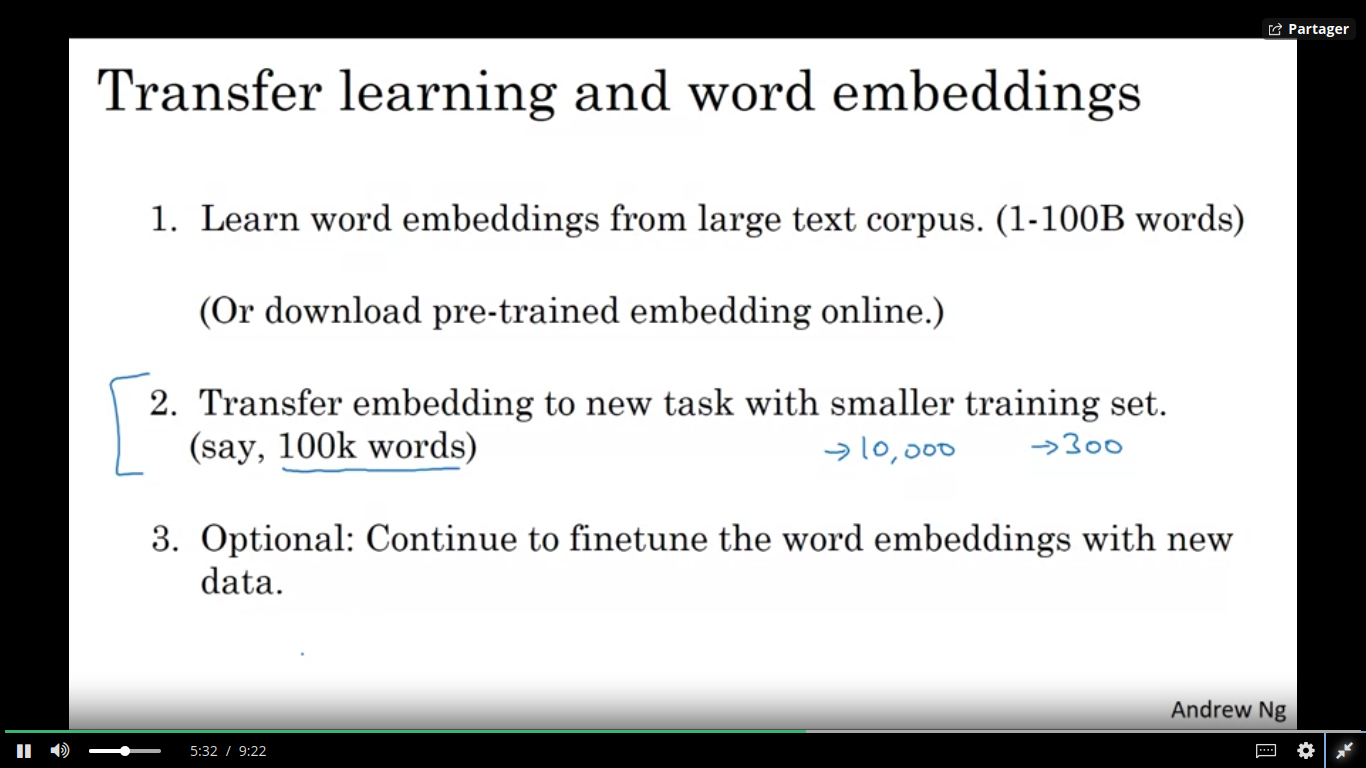 Partager
Transfer learning and word embeddings
1. Learn word embeddings from large text corpus. (1-100B words)
(Or download pre-trained embedding online.)
2. Transfer embedding to new task with smaller training set.
(say, 100k words) →10,000 →300
3. Optional: Continue to finetune the word embeddings with new
data.
Andrew Ng
5:32 / 9:22